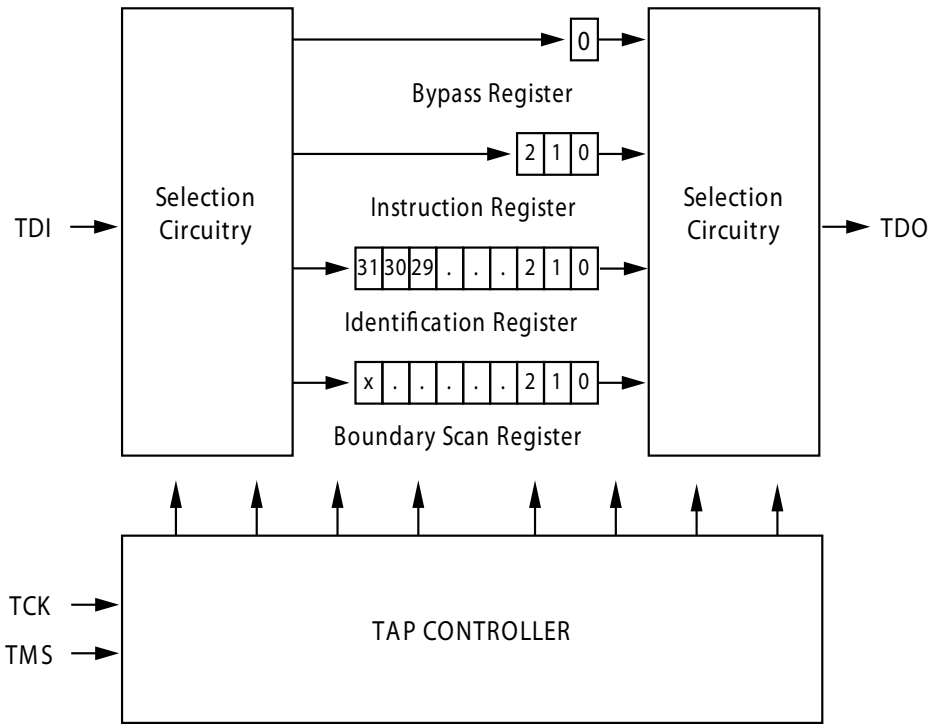 0
Bypass Register
2 1 0
Instruction Register
Selection
Circuitry
Selection
Circuitry
TDI
TDO
31 30 29 . . . 2 1 0
Identification Register
x . . . . . 2 1 0
Boundary Scan Register
TCK
TMS
TAP CONTROLLER